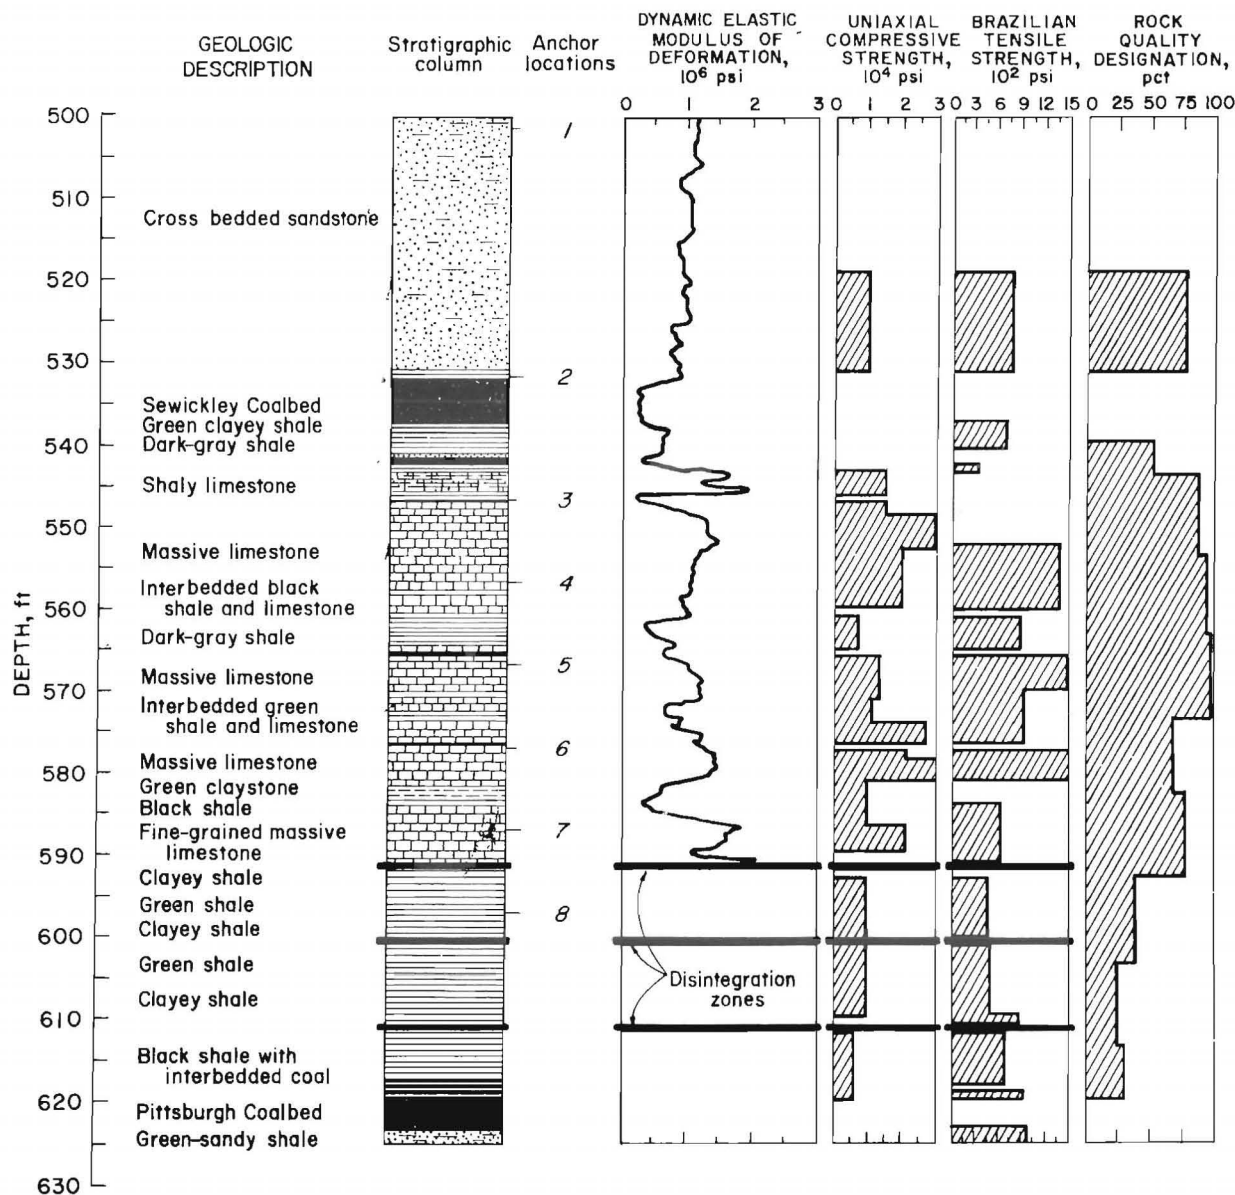 GEOLOGIC
DESCRIPTION
Stratigraphic
column
Anchor
locations
DYNAMIC ELASTIC
MODULUS OF
DEFORMATION,
10⁶ psi
UNIAXIAL
COMPRESSIVE
STRENGTH,
10⁴ psi
BRAZILIAN
TENSILE
STRENGTH,
10² psi
ROCK
QUALITY
DESIGNATION,
pct
0 1 2 3
0 1 2 3
0 3 6 9 12 15
0 25 50 75 100
DEPTH, ft
500
510
520
530
540
550
560
570
580
590
600
610
620
630
Cross bedded sandstone
Sewickley Coalbed
Green clayey shale
Dark-gray shale
Shaly limestone
Massive limestone
Interbedded black
shale and limestone
Dark-gray shale
Massive limestone
Interbedded green
shale and limestone
Massive limestone
Green claystone
Black shale
Fine-grained massive
limestone
Clayey shale
Green shale
Clayey shale
Green shale
Clayey shale
Black shale with
interbedded coal
Pittsburgh Coalbed
Green-sandy shale
1
2
3
4
5
6
7
8
Disintegration
zones